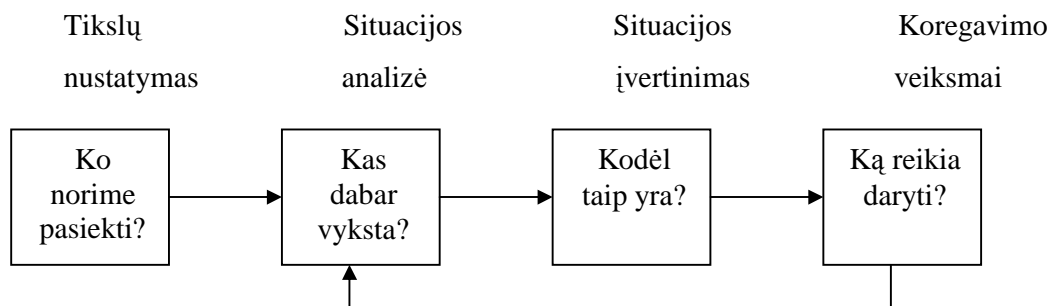 Tikslų
nustatymas
Situacijos
analizė
Situacijos
įvertinimas
Koregavimo
veiksmai
Ko
norime
pasiekti?
Kas
dabar
vyksta?
Kodėl
taip yra?
Ką reikia
daryti?